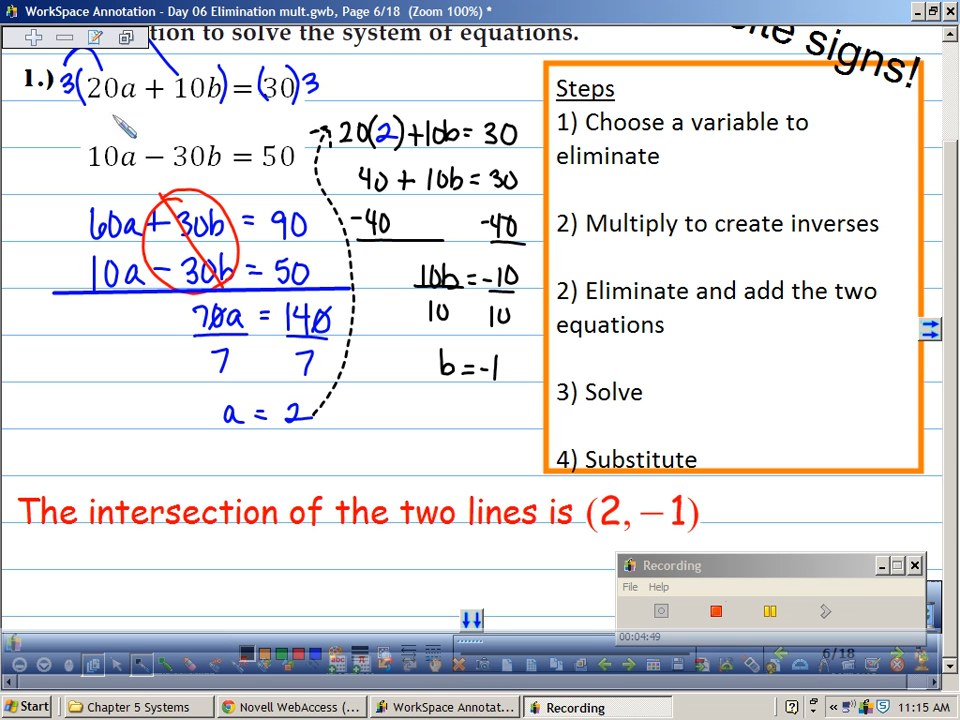 WorkSpace Annotation - Day 06 Elimination mult.gwb, Page 6/18 (Zoom 100%) *
tion to solve the system of equations.
site signs!
1.) 3(20a + 10b) = (30)3
10a − 30b = 50
60a + 30b = 90
10a − 30b = 50
70a = 140
7 7
a = 2
20(2) + 10b = 30
40 + 10b = 30
-40 -40
10b = -10
10 10
b = -1
Steps
1) Choose a variable to
eliminate
2) Multiply to create inverses
2) Eliminate and add the two
equations
3) Solve
4) Substitute
The intersection of the two lines is (2, −1)
Recording
File Help
00:04:49
6/18
Start
Chapter 5 Systems
Novell WebAccess (...
WorkSpace Annotat...
Recording
11:15 AM